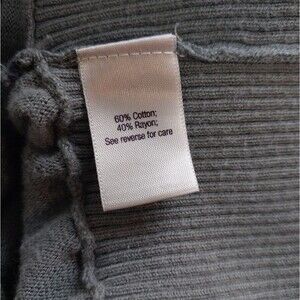 60% Cotton;
40% Rayon;
See reverse for care